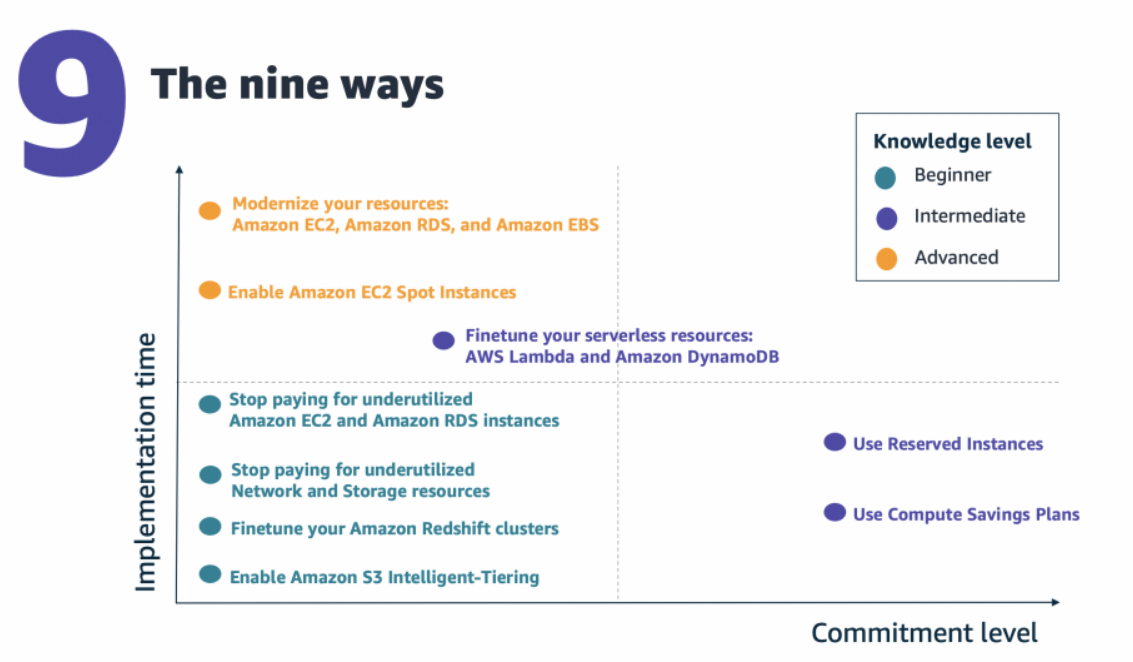 9
The nine ways
Knowledge level
Beginner
Intermediate
Advanced
Modernize your resources:
Amazon EC2, Amazon RDS, and Amazon EBS
Enable Amazon EC2 Spot Instances
Finetune your serverless resources:
AWS Lambda and Amazon DynamoDB
Stop paying for underutilized
Amazon EC2 and Amazon RDS instances
Use Reserved Instances
Stop paying for underutilized
Network and Storage resources
Use Compute Savings Plans
Finetune your Amazon Redshift clusters
Enable Amazon S3 Intelligent-Tiering
Implementation time
Commitment level